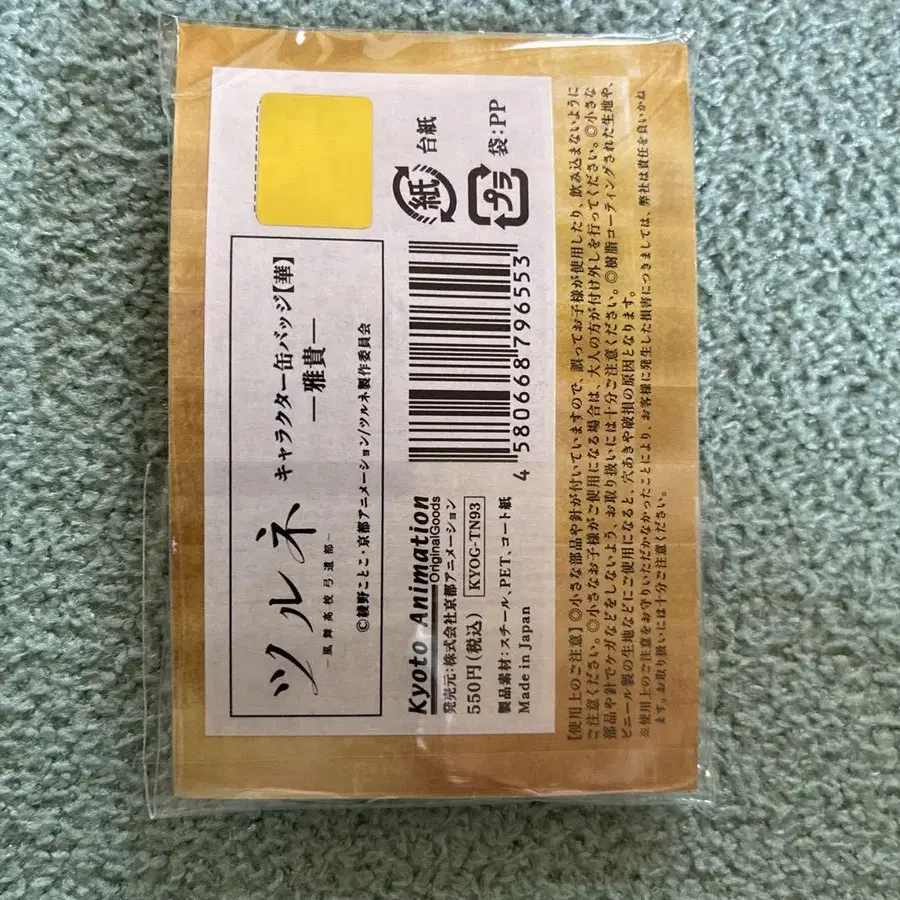 ツルネ
―風舞高校弓道部―
キャラクター缶バッジ【華】
―雅貴―
©綾野ことこ・京都アニメーション/ツルネ製作委員会
紙
台紙
プラ
袋:PP
Kyoto Animation
OriginalGoods
発売元:株式会社京都アニメーション
550円(税込) KYOG-TN93
製品素材:スチール、PET、コート紙
Made in Japan
4 580668 796553
【使用上のご注意】◎小さな部品や針が付いていますので、誤ってお子様が使用したり、飲み込まないように
ご注意ください。◎小さなお子様がご使用になる場合は、大人の方が付け外しを行ってください。◎小さな
部品や針でケガなどをしないよう、お取り扱いには十分ご注意ください。◎樹脂コーティングされた生地や、
ビニール製の生地などにご使用になると、穴あきや破損の原因となります。
※使用上のご注意をお守りいただかなかったことにより、お客様に発生した損害につきましては、弊社は責任を負いかね
ます。お取り扱いには十分ご注意ください。